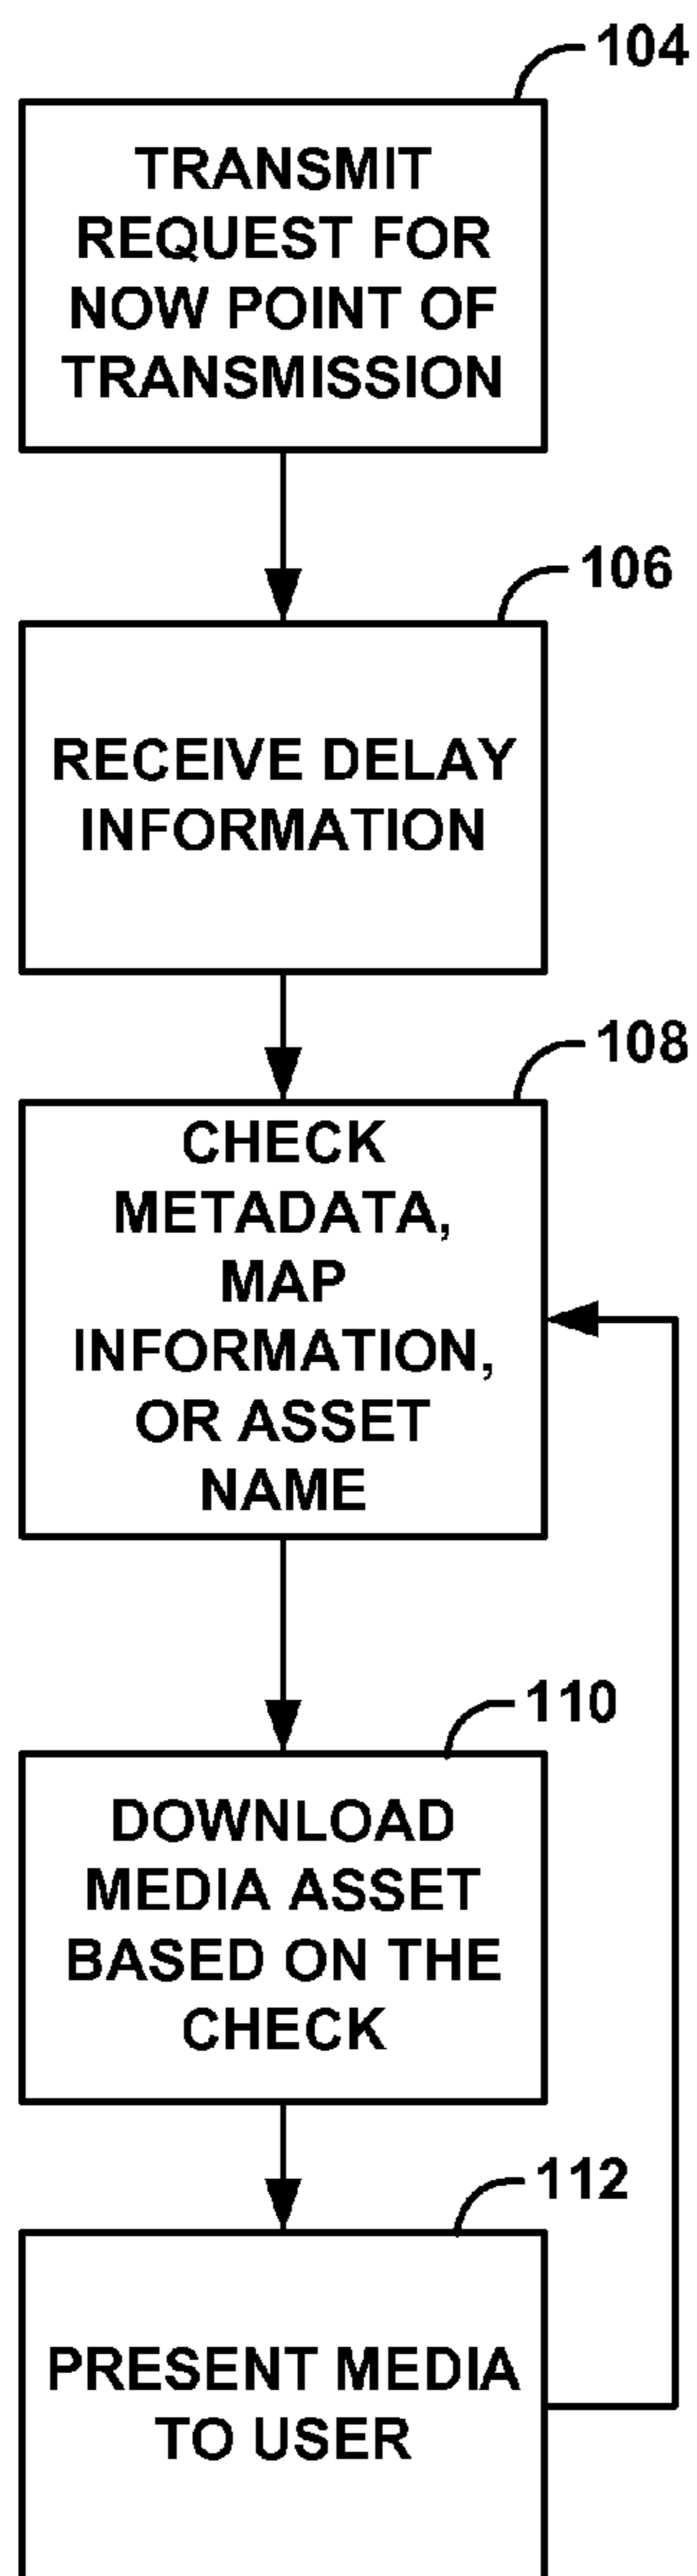 104
TRANSMIT
REQUEST FOR
NOW POINT OF
TRANSMISSION
106
RECEIVE DELAY
INFORMATION
108
CHECK
METADATA,
MAP
INFORMATION,
OR ASSET
NAME
110
DOWNLOAD
MEDIA ASSET
BASED ON THE
CHECK
112
PRESENT MEDIA
TO USER